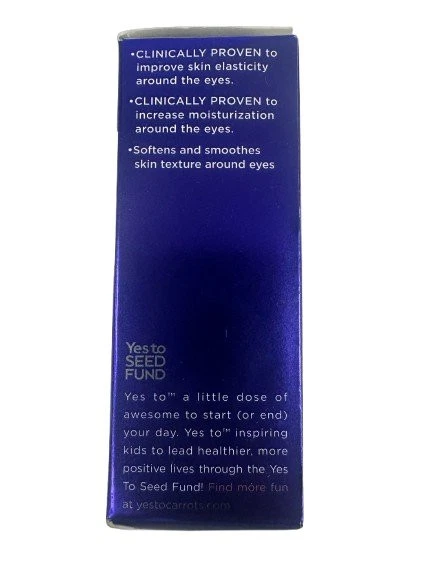 •CLINICALLY PROVEN to
improve skin elasticity
around the eyes.
•CLINICALLY PROVEN to
increase moisturization
around the eyes.
•Softens and smoothes
skin texture around eyes
Yes to
SEED
FUND
Yes to™ a little dose of
awesome to start (or end)
your day. Yes to™ inspiring
kids to lead healthier, more
positive lives through the Yes
To Seed Fund! Find more fun
at yestocarrots.com